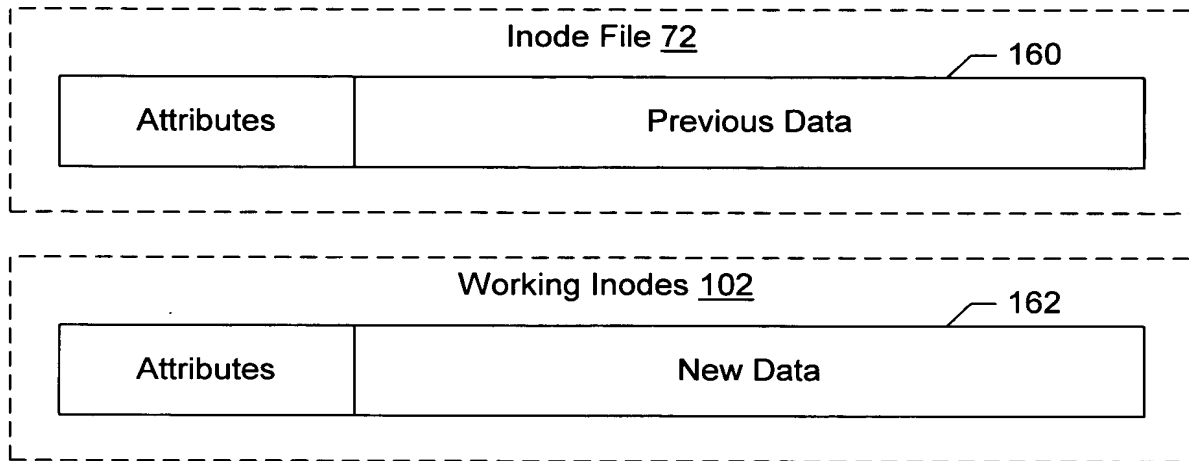 Inode File 72
160
Attributes
Previous Data
Working Inodes 102
162
Attributes
New Data